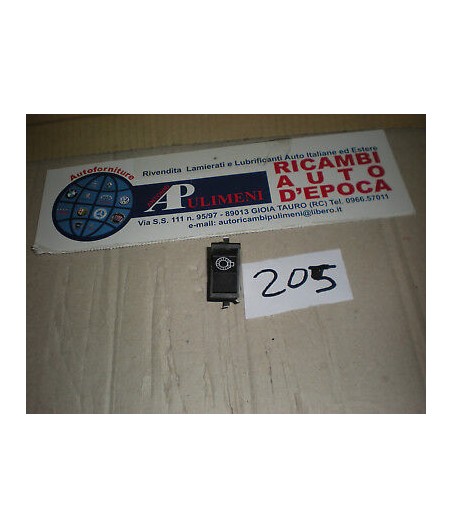 Autoforniture
Rivendita Lamierati e Lubrificanti Auto Italiane ed Estere
RICAMBI
AUTO
D'EPOCA
AP
PULIMENI
Via S.S. 111 n. 95/97 - 89013 GIOIA TAURO (RC) Tel. 0966.57011
e-mail: autoricambipulimeni@libero.it
205